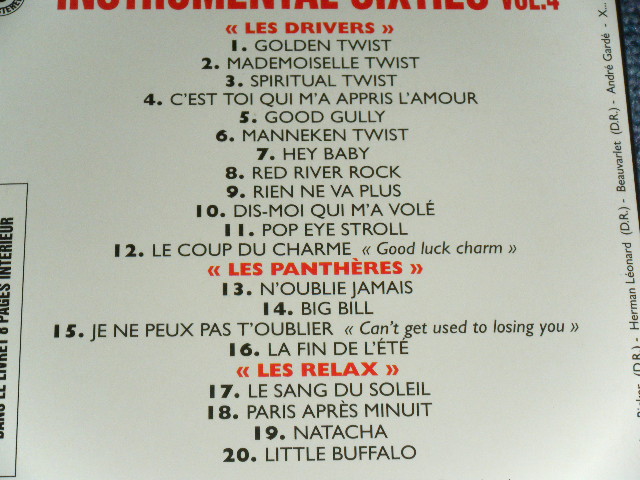 INSTRUMENTAL SIXTIES VOL.4
« LES DRIVERS »
1. GOLDEN TWIST
2. MADEMOISELLE TWIST
3. SPIRITUAL TWIST
4. C'EST TOI QUI M'A APPRIS L'AMOUR
5. GOOD GULLY
6. MANNEKEN TWIST
7. HEY BABY
8. RED RIVER ROCK
9. RIEN NE VA PLUS
10. DIS-MOI QUI M'A VOLÉ
11. POP EYE STROLL
12. LE COUP DU CHARME « Good luck charm »
« LES PANTHÈRES »
13. N'OUBLIE JAMAIS
14. BIG BILL
15. JE NE PEUX PAS T'OUBLIER « Can't get used to losing you »
16. LA FIN DE L'ÉTÉ
« LES RELAX »
17. LE SANG DU SOLEIL
18. PARIS APRÈS MINUIT
19. NATACHA
20. LITTLE BUFFALO
DANS LE LIVRET 8 PAGES INTERIEUR
(D.R.) - Herman Léonard (D.R.) - Beauvarlet (D.R.) - André Gardé - X...